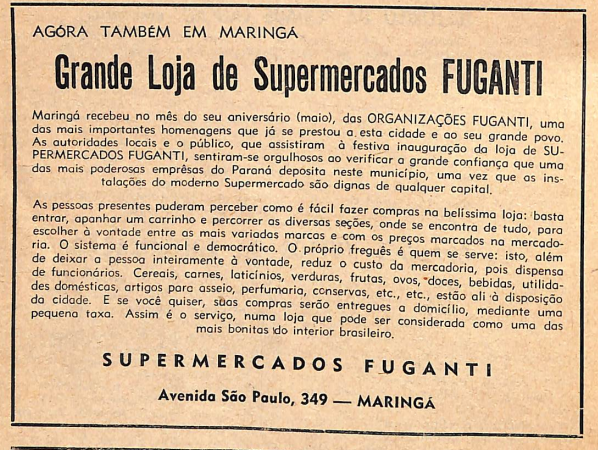 AGÓRA TAMBÉM EM MARINGÁ
Grande Loja de Supermercados FUGANTI
Maringá recebeu no mês do seu aniversário (maio), das ORGANIZAÇÕES FUGANTI, uma
das mais importantes homenagens que já se prestou a esta cidade e ao seu grande povo.
As autoridades locais e o público, que assistiram à festiva inauguração da loja de SU-
PERMERCADOS FUGANTI, sentiram-se orgulhosos ao verificar a grande confiança que uma
das mais poderosas emprêsas do Paraná deposita neste município, uma vez que as ins-
talações do moderno Supermercado são dignas de qualquer capital.
As pessoas presentes puderam perceber como é fácil fazer compras na belíssima loja: basta
entrar, apanhar um carrinho e percorrer as diversas seções, onde se encontra de tudo, para
escolher à vontade entre as mais variadas marcas e com os preços marcados na mercado-
ria. O sistema é funcional e democrático. O próprio freguês é quem se serve: isto, além
de deixar a pessoa inteiramente à vontade, reduz o custo da mercadoria, pois dispensa
de funcionários. Cereais, carnes, laticínios, verduras, frutas, ovos, doces, bebidas, utilida-
des domésticas, artigos para asseio, perfumaria, conservas, etc., etc., estão ali à disposição
da cidade. E se você quiser, suas compras serão entregues a domicílio, mediante uma
pequena taxa. Assim é o serviço, numa loja que pode ser considerada como uma das
mais bonitas do interior brasileiro.
SUPERMERCADOS FUGANTI
Avenida São Paulo, 349 — MARINGÁ